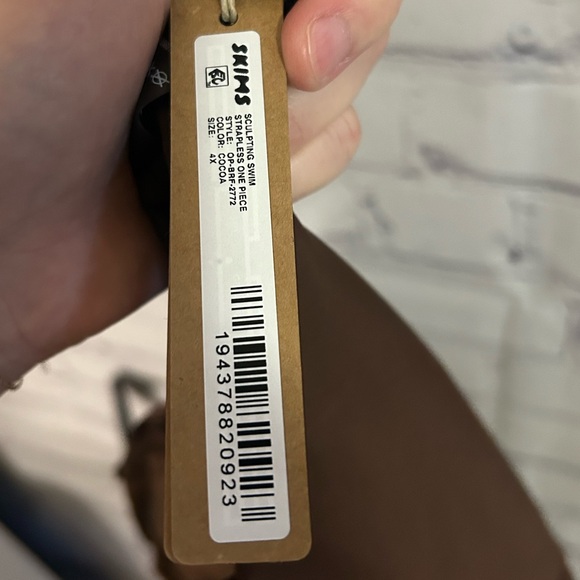 SKIMS
SCULPTING SWIM
STRAPLESS ONE PIECE
STYLE: OP-BRF-2772
COLOR: COCOA
SIZE: 4X
194378820923